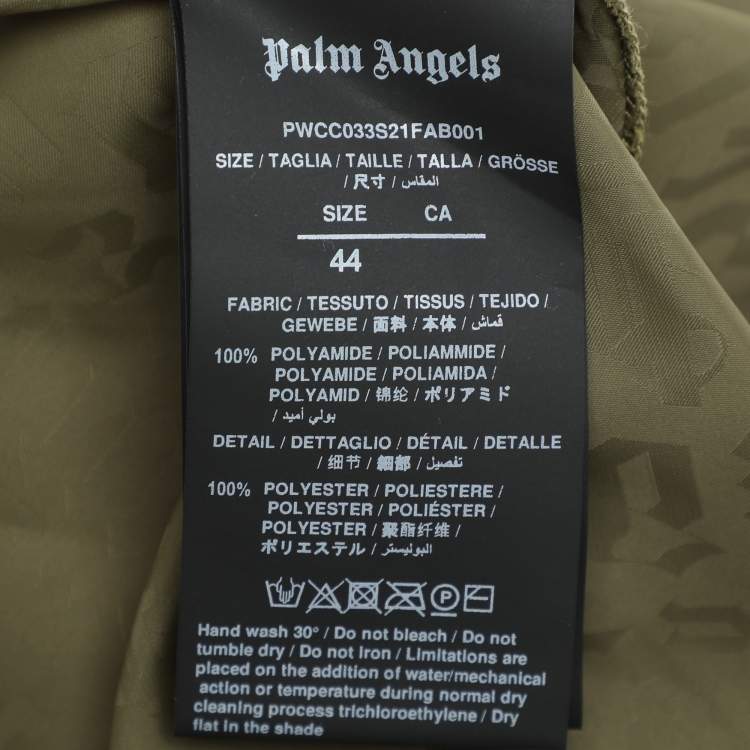 Palm Angels
PWCC033S21FAB001
SIZE / TAGLIA / TAILLE / TALLA / GRÖSSE
/ 尺寸 / المقاس
SIZE CA
44
FABRIC / TESSUTO / TISSUS / TEJIDO /
GEWEBE / 面料 / 本体 / قماش
100% POLYAMIDE / POLIAMMIDE /
POLYAMIDE / POLIAMIDA /
POLYAMID / 锦纶 / ポリアミド
/ بولي أميد
DETAIL / DETTAGLIO / DÉTAIL / DETALLE
/ 细节 / 細部 / تفصيل
100% POLYESTER / POLIESTERE /
POLYESTER / POLIÉSTER /
POLYESTER / 聚酯纤维 /
ポリエステル / البوليستر
P
Hand wash 30° / Do not bleach / Do not
tumble dry / Do not Iron / Limitations are
placed on the addition of water/mechanical
action or temperature during normal dry
cleaning process trichloroethylene / Dry
flat in the shade